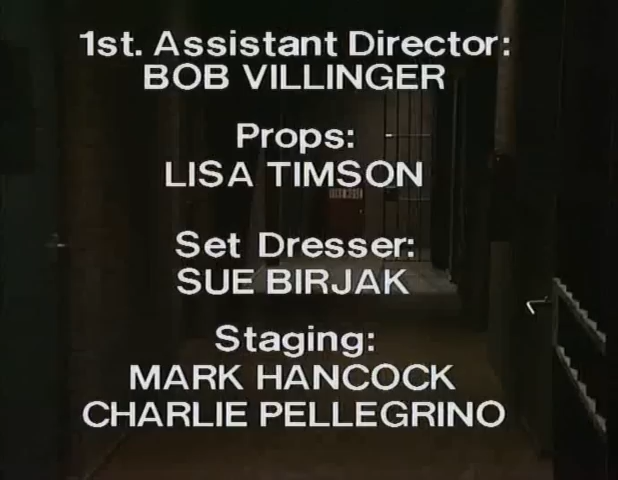 1st. Assistant Director:
BOB VILLINGER
Props:
LISA TIMSON
Set Dresser:
SUE BIRJAK
Staging:
MARK HANCOCK
CHARLIE PELLEGRINO